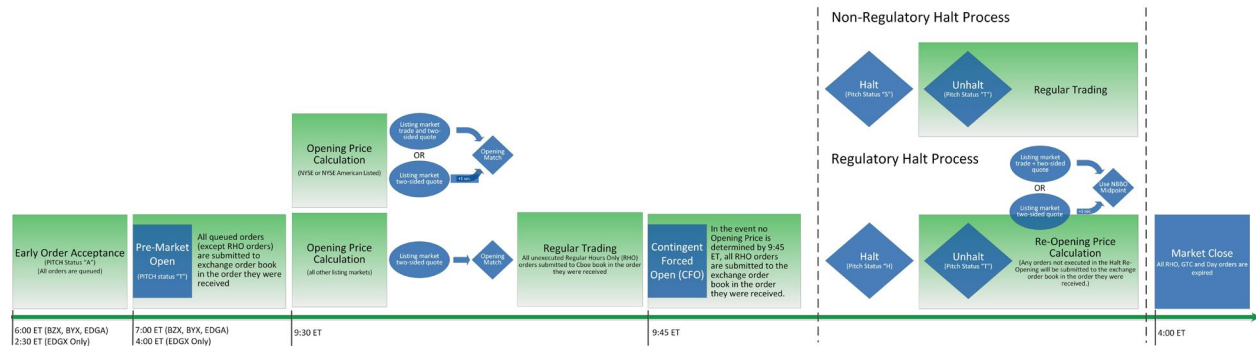 Non-Regulatory Halt Process
Halt
(Pitch Status "S")
Unhalt
(Pitch Status "T")
Regular Trading
Opening Price
Calculation
(NYSE or NYSE American Listed)
Listing market
trade and two-
sided quote
OR
Listing market
two-sided quote
+1 sec.
Opening
Match
Regulatory Halt Process
Listing market
trade + two-sided
quote
OR
Listing market
two-sided quote
+1 sec.
Use NBBO
Midpoint
Early Order Acceptance
(PITCH Status "A")
(All orders are queued)
Pre-Market
Open
(PITCH status "T")
All queued orders
(except RHO orders)
are submitted to
exchange order book
in the order they were
received
Opening Price
Calculation
(all other listing markets)
Listing market
two-sided quote
Opening
Match
Regular Trading
All unexecuted Regular Hours Only (RHO)
orders submitted to Cboe book in the order
they were received
Contingent
Forced
Open (CFO)
In the event no
Opening Price is
determined by 9:45
ET, all RHO orders
are submitted to the
exchange order
book in the order
they were received.
Halt
(Pitch Status "H)
Unhalt
(Pitch Status "T")
Re-Opening Price
Calculation
(Any orders not executed in the Halt Re-
Opening will be submitted to the exchange
order book in the order they were
received.)
Market Close
All RHO, GTC and Day orders are
expired
6:00 ET (BZX, BYX, EDGA)
2:30 ET (EDGX Only)
7:00 ET (BZX, BYX, EDGA)
4:00 ET (EDGX Only)
9:30 ET
9:45 ET
4:00 ET